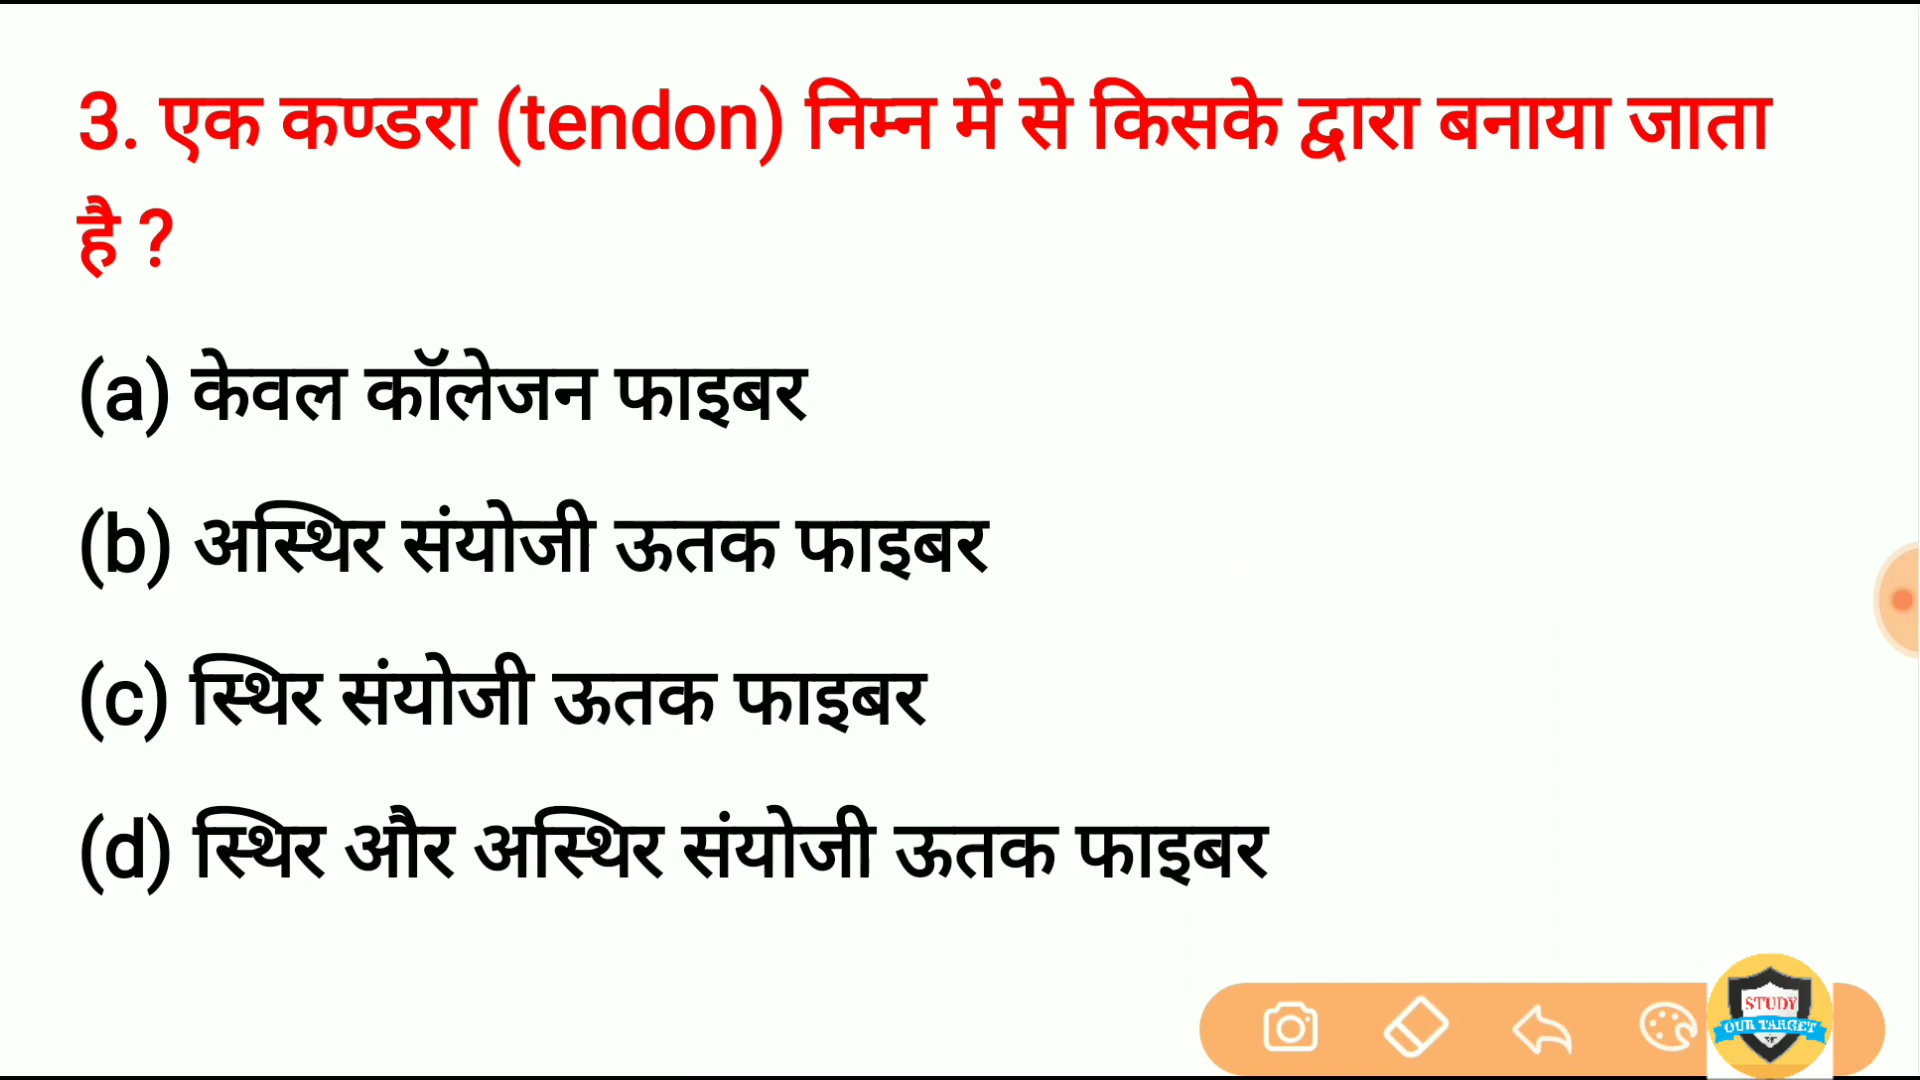 3. एक कण्डरा (tendon) निम्न में से किसके द्वारा बनाया जाता
है ?
(a) केवल कॉलेजन फाइबर
(b) अस्थिर संयोजी ऊतक फाइबर
(c) स्थिर संयोजी ऊतक फाइबर
(d) स्थिर और अस्थिर संयोजी ऊतक फाइबर
STUDY
OUR TARGET